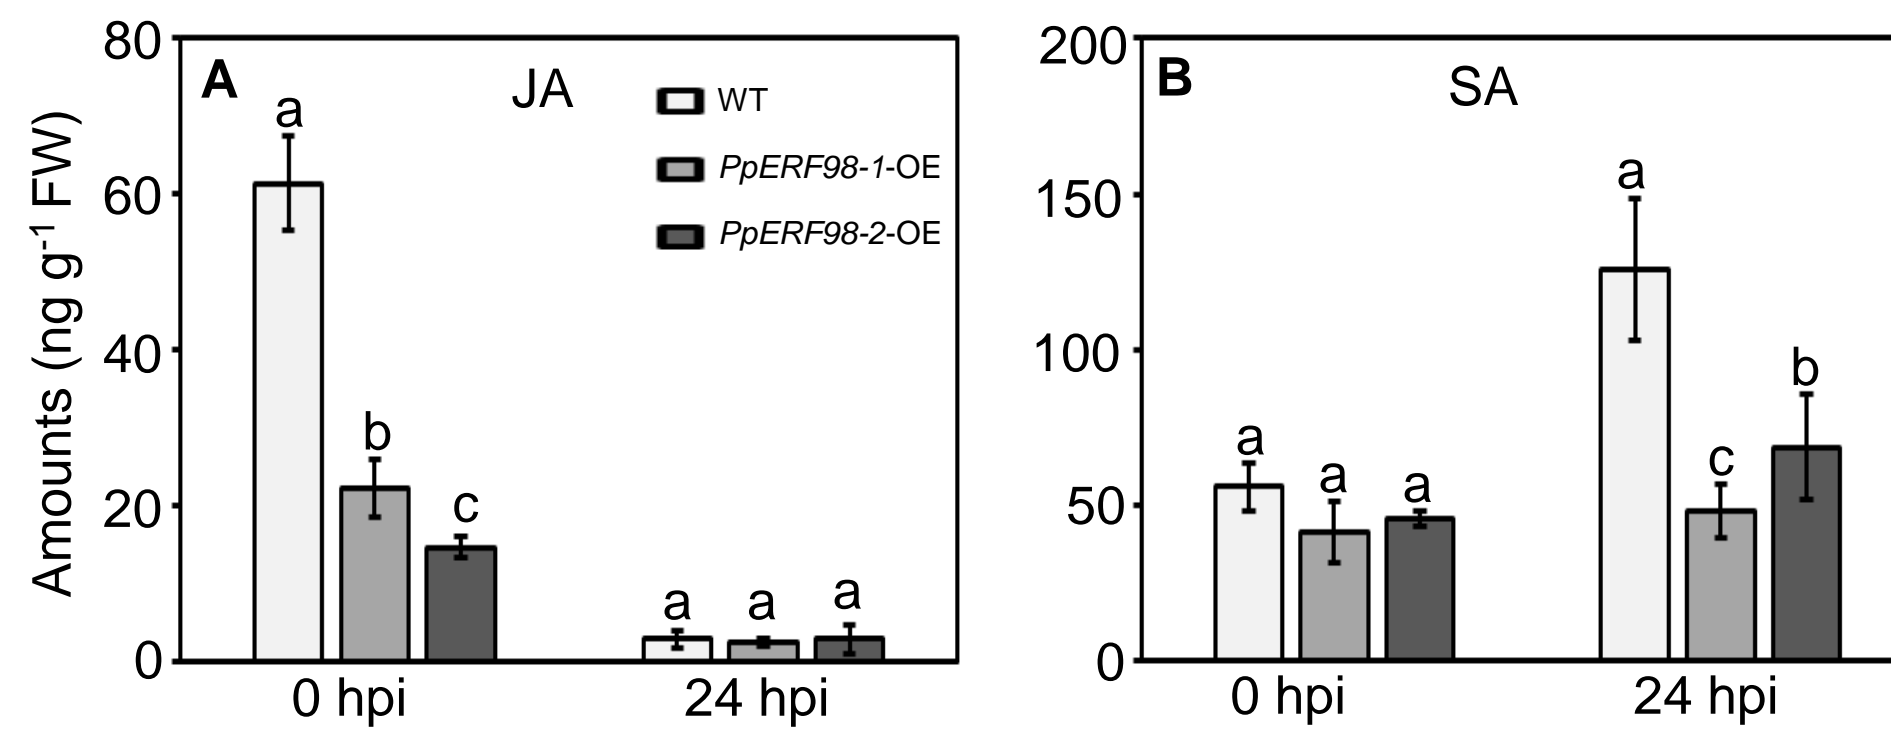 Amounts (ng g-1 FW)
A
JA
80
60
40
20
0
WT
PpERF98-1-OE
PpERF98-2-OE
a
b
c
a
a
a
0 hpi
24 hpi
B
SA
200
150
100
50
0
a
a
a
a
c
b
0 hpi
24 hpi